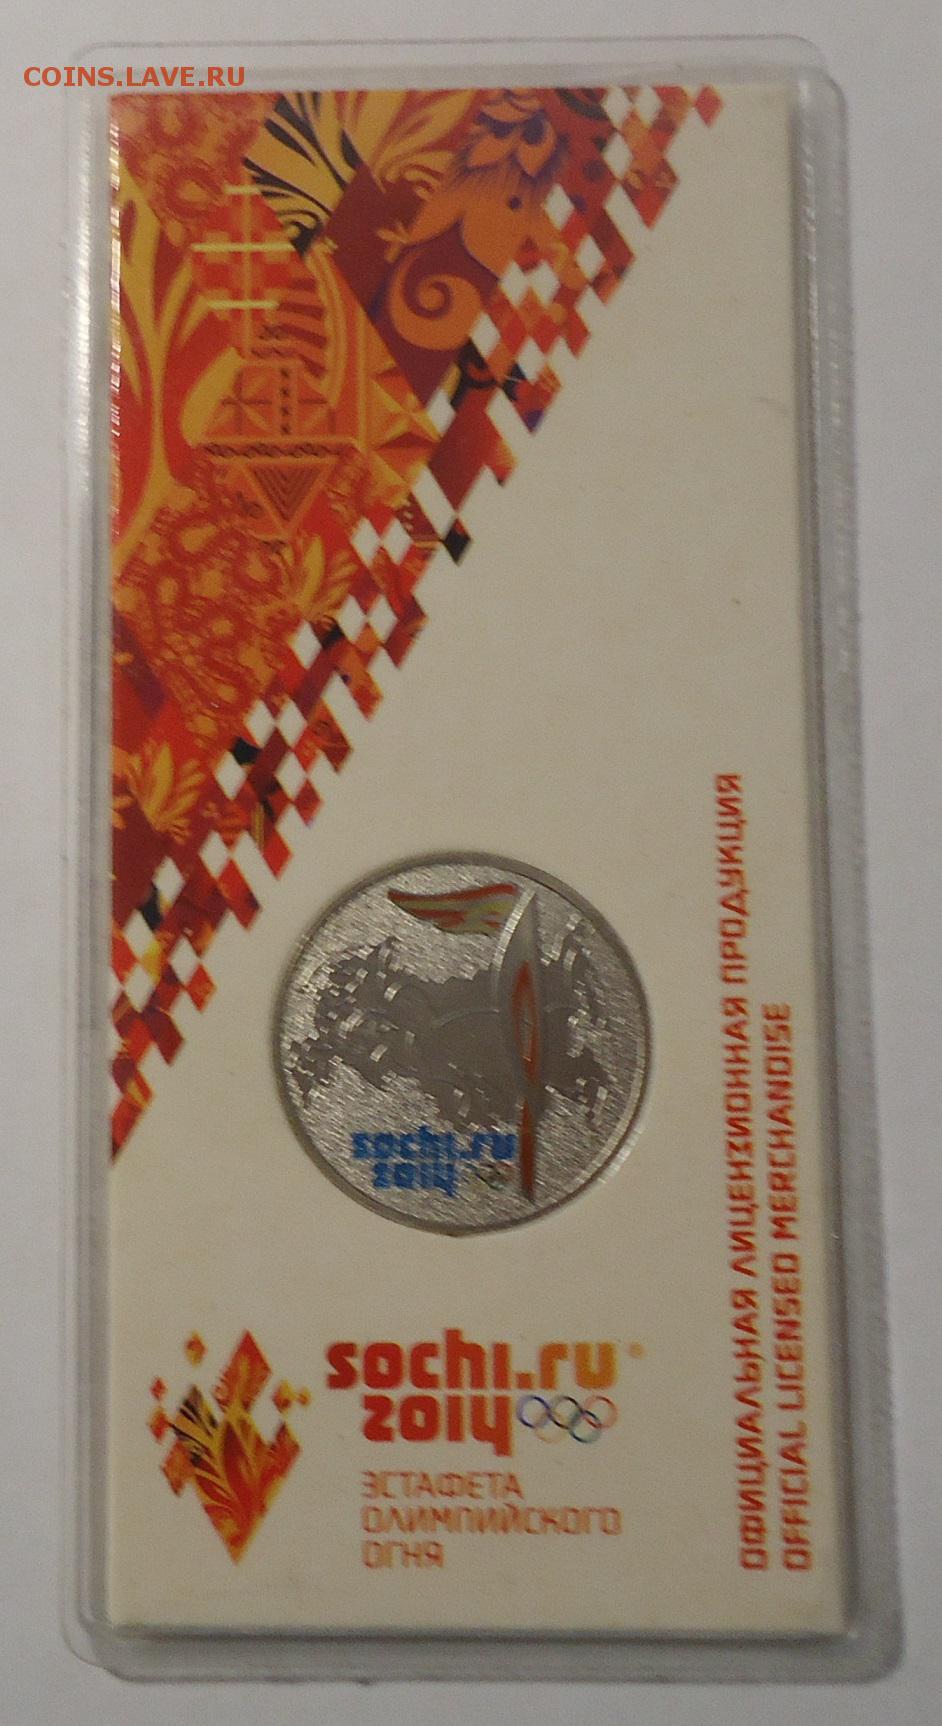 COINS.LAVE.RU
sochi.ru
2014
sochi.ru
2014
ЭСТАФЕТА
ОЛИМПИЙСКОГО
ОГНЯ
ОФИЦИАЛЬНАЯ ЛИЦЕНЗИОННАЯ ПРОДУКЦИЯ
OFFICIAL LICENSED MERCHANDISE